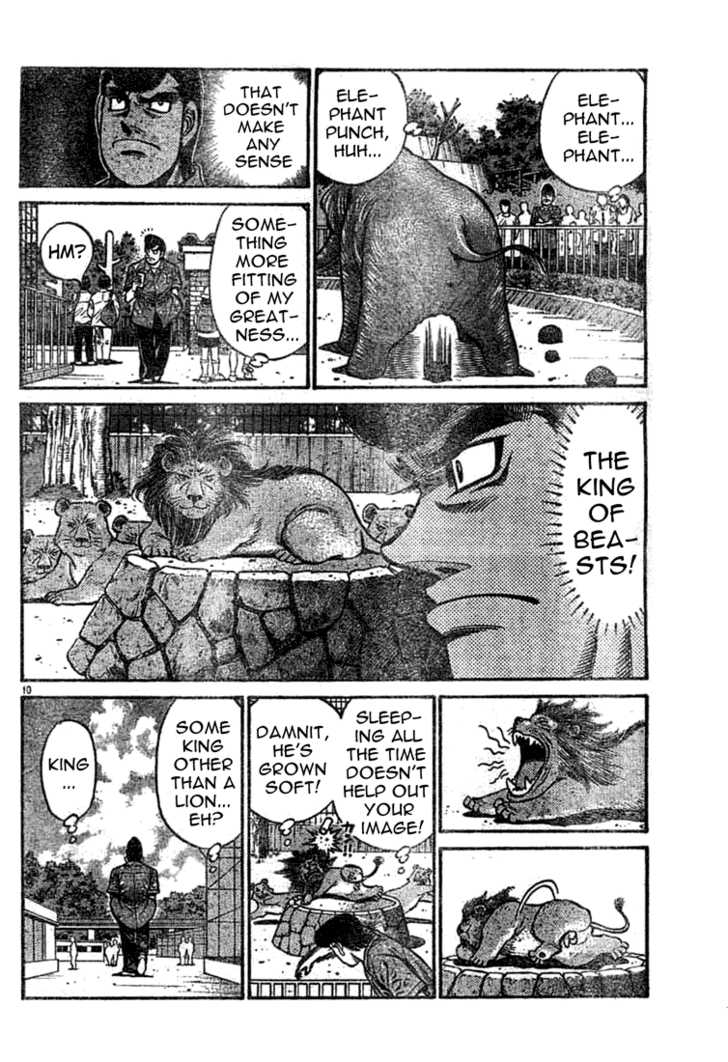 ELE-
PHANT...
ELE-
PHANT...
ELE-
PHANT
PUNCH,
HUH...
THAT
DOESN'T
MAKE
ANY
SENSE
SOME-
THING
MORE
FITTING
OF MY
GREAT-
NESS...
HM?
THE
KING
OF
BEA-
STS!
10
SLEEP-
ING ALL
THE TIME
DOESN'T
HELP OUT
YOUR
IMAGE!
DAMNIT,
HE'S
GROWN
SOFT!
SOME
KING
OTHER
THAN A
LION...
EH?
KING
...